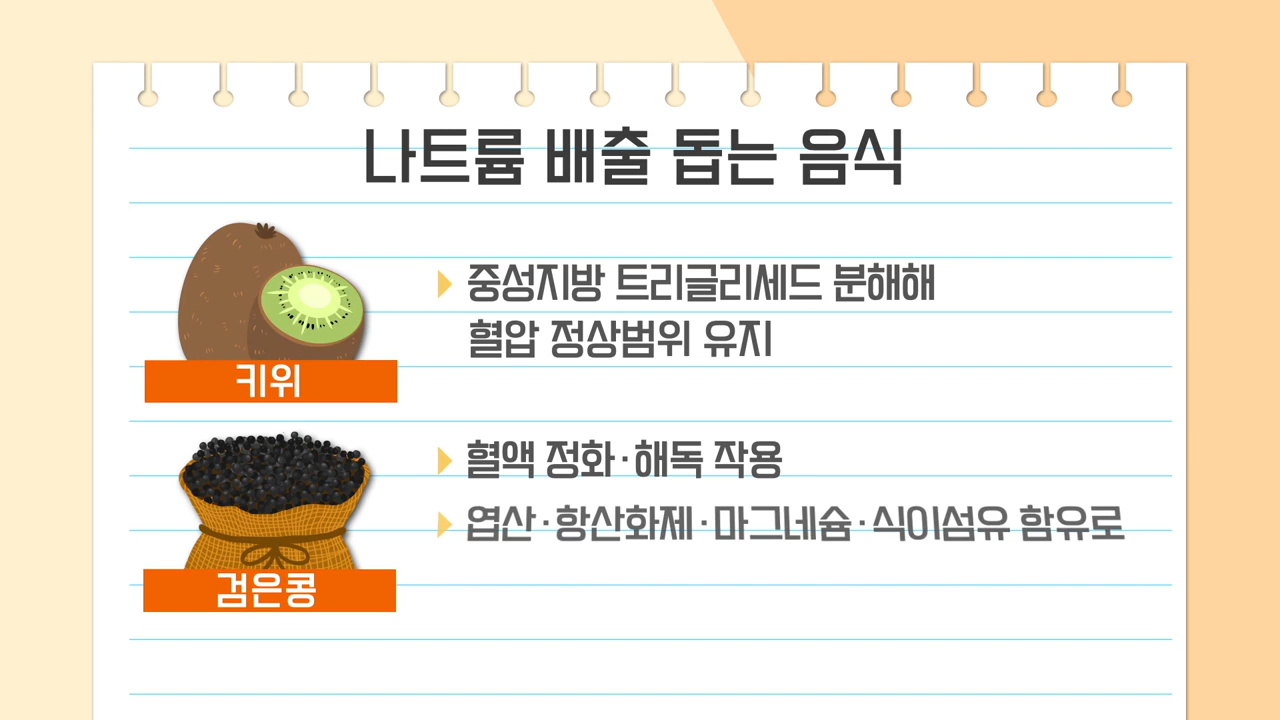 나트륨 배출 돕는 음식
중성지방 트리글리세드 분해해
혈압 정상범위 유지
키위
혈액 정화·해독 작용
엽산·항산화제·마그네슘·식이섬유 함유로
검은콩